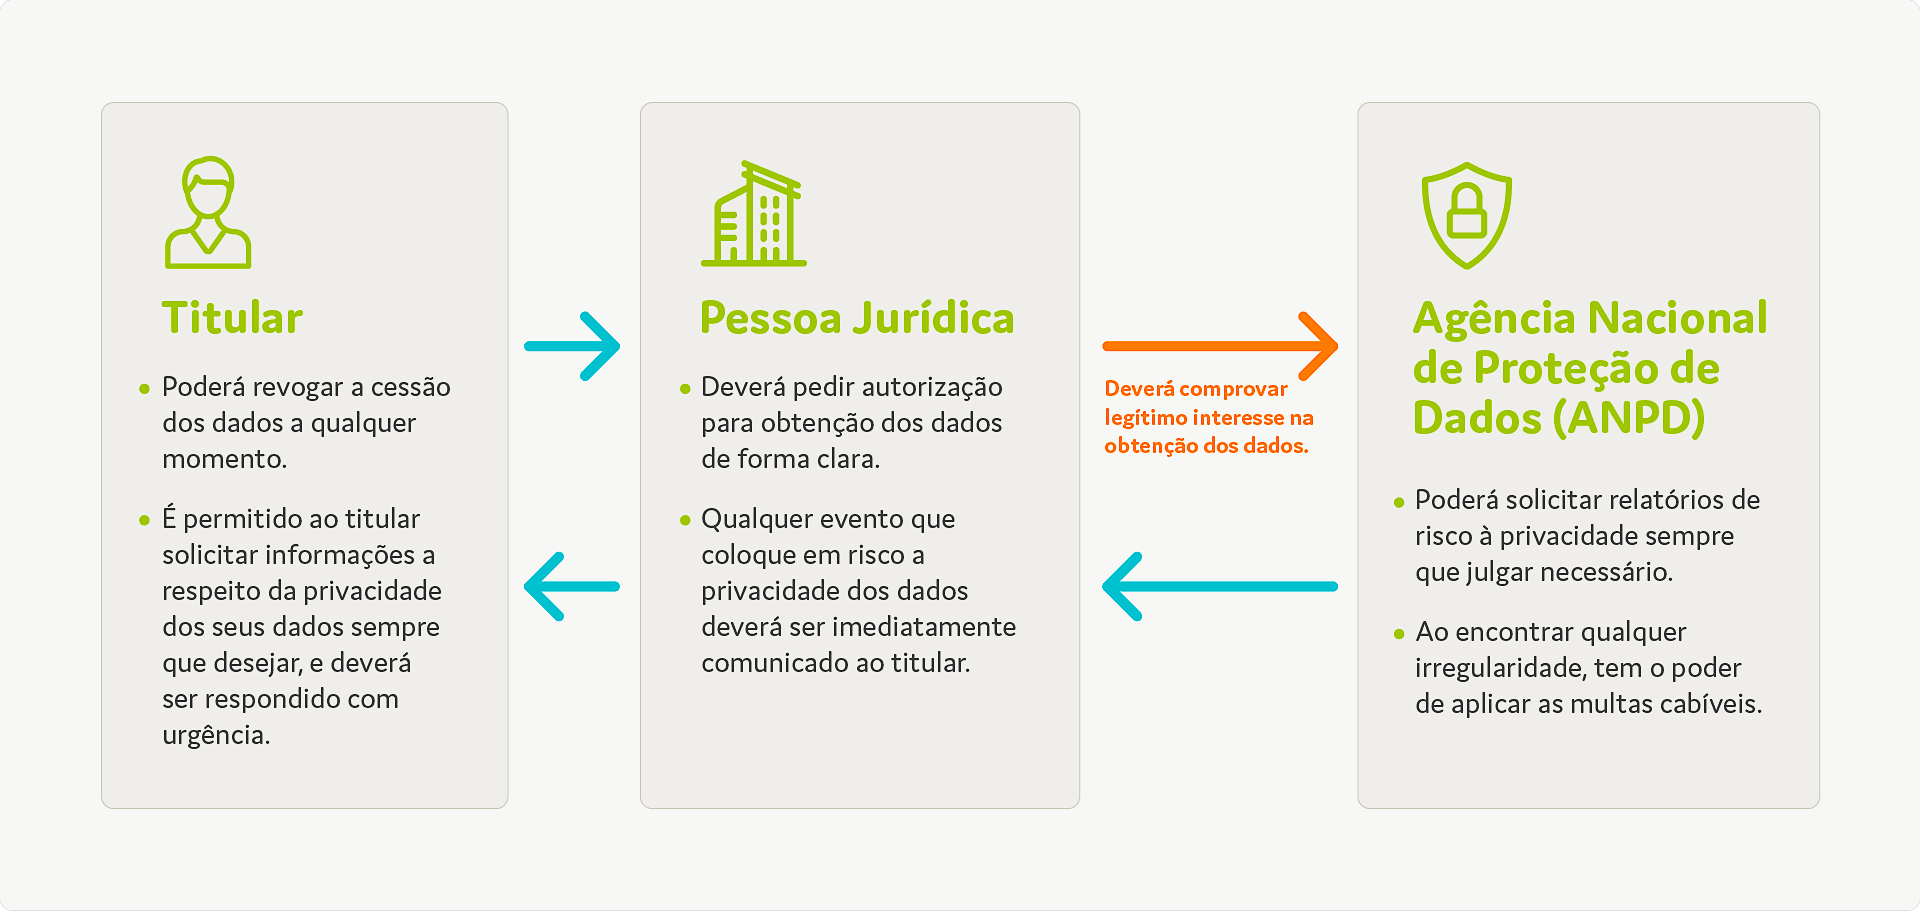 Titular
Poderá revogar a cessão
dos dados a qualquer
momento.
É permitido ao titular
solicitar informações a
respeito da privacidade
dos seus dados sempre
que desejar, e deverá
ser respondido com
urgência.
Pessoa Jurídica
Deverá pedir autorização
para obtenção dos dados
de forma clara.
Qualquer evento que
coloque em risco a
privacidade dos dados
deverá ser imediatamente
comunicado ao titular.
Deverá comprovar
legítimo interesse na
obtenção dos dados.
Agência Nacional
de Proteção de
Dados (ANPD)
Poderá solicitar relatórios de
risco à privacidade sempre
que julgar necessário.
Ao encontrar qualquer
irregularidade, tem o poder
de aplicar as multas cabíveis.